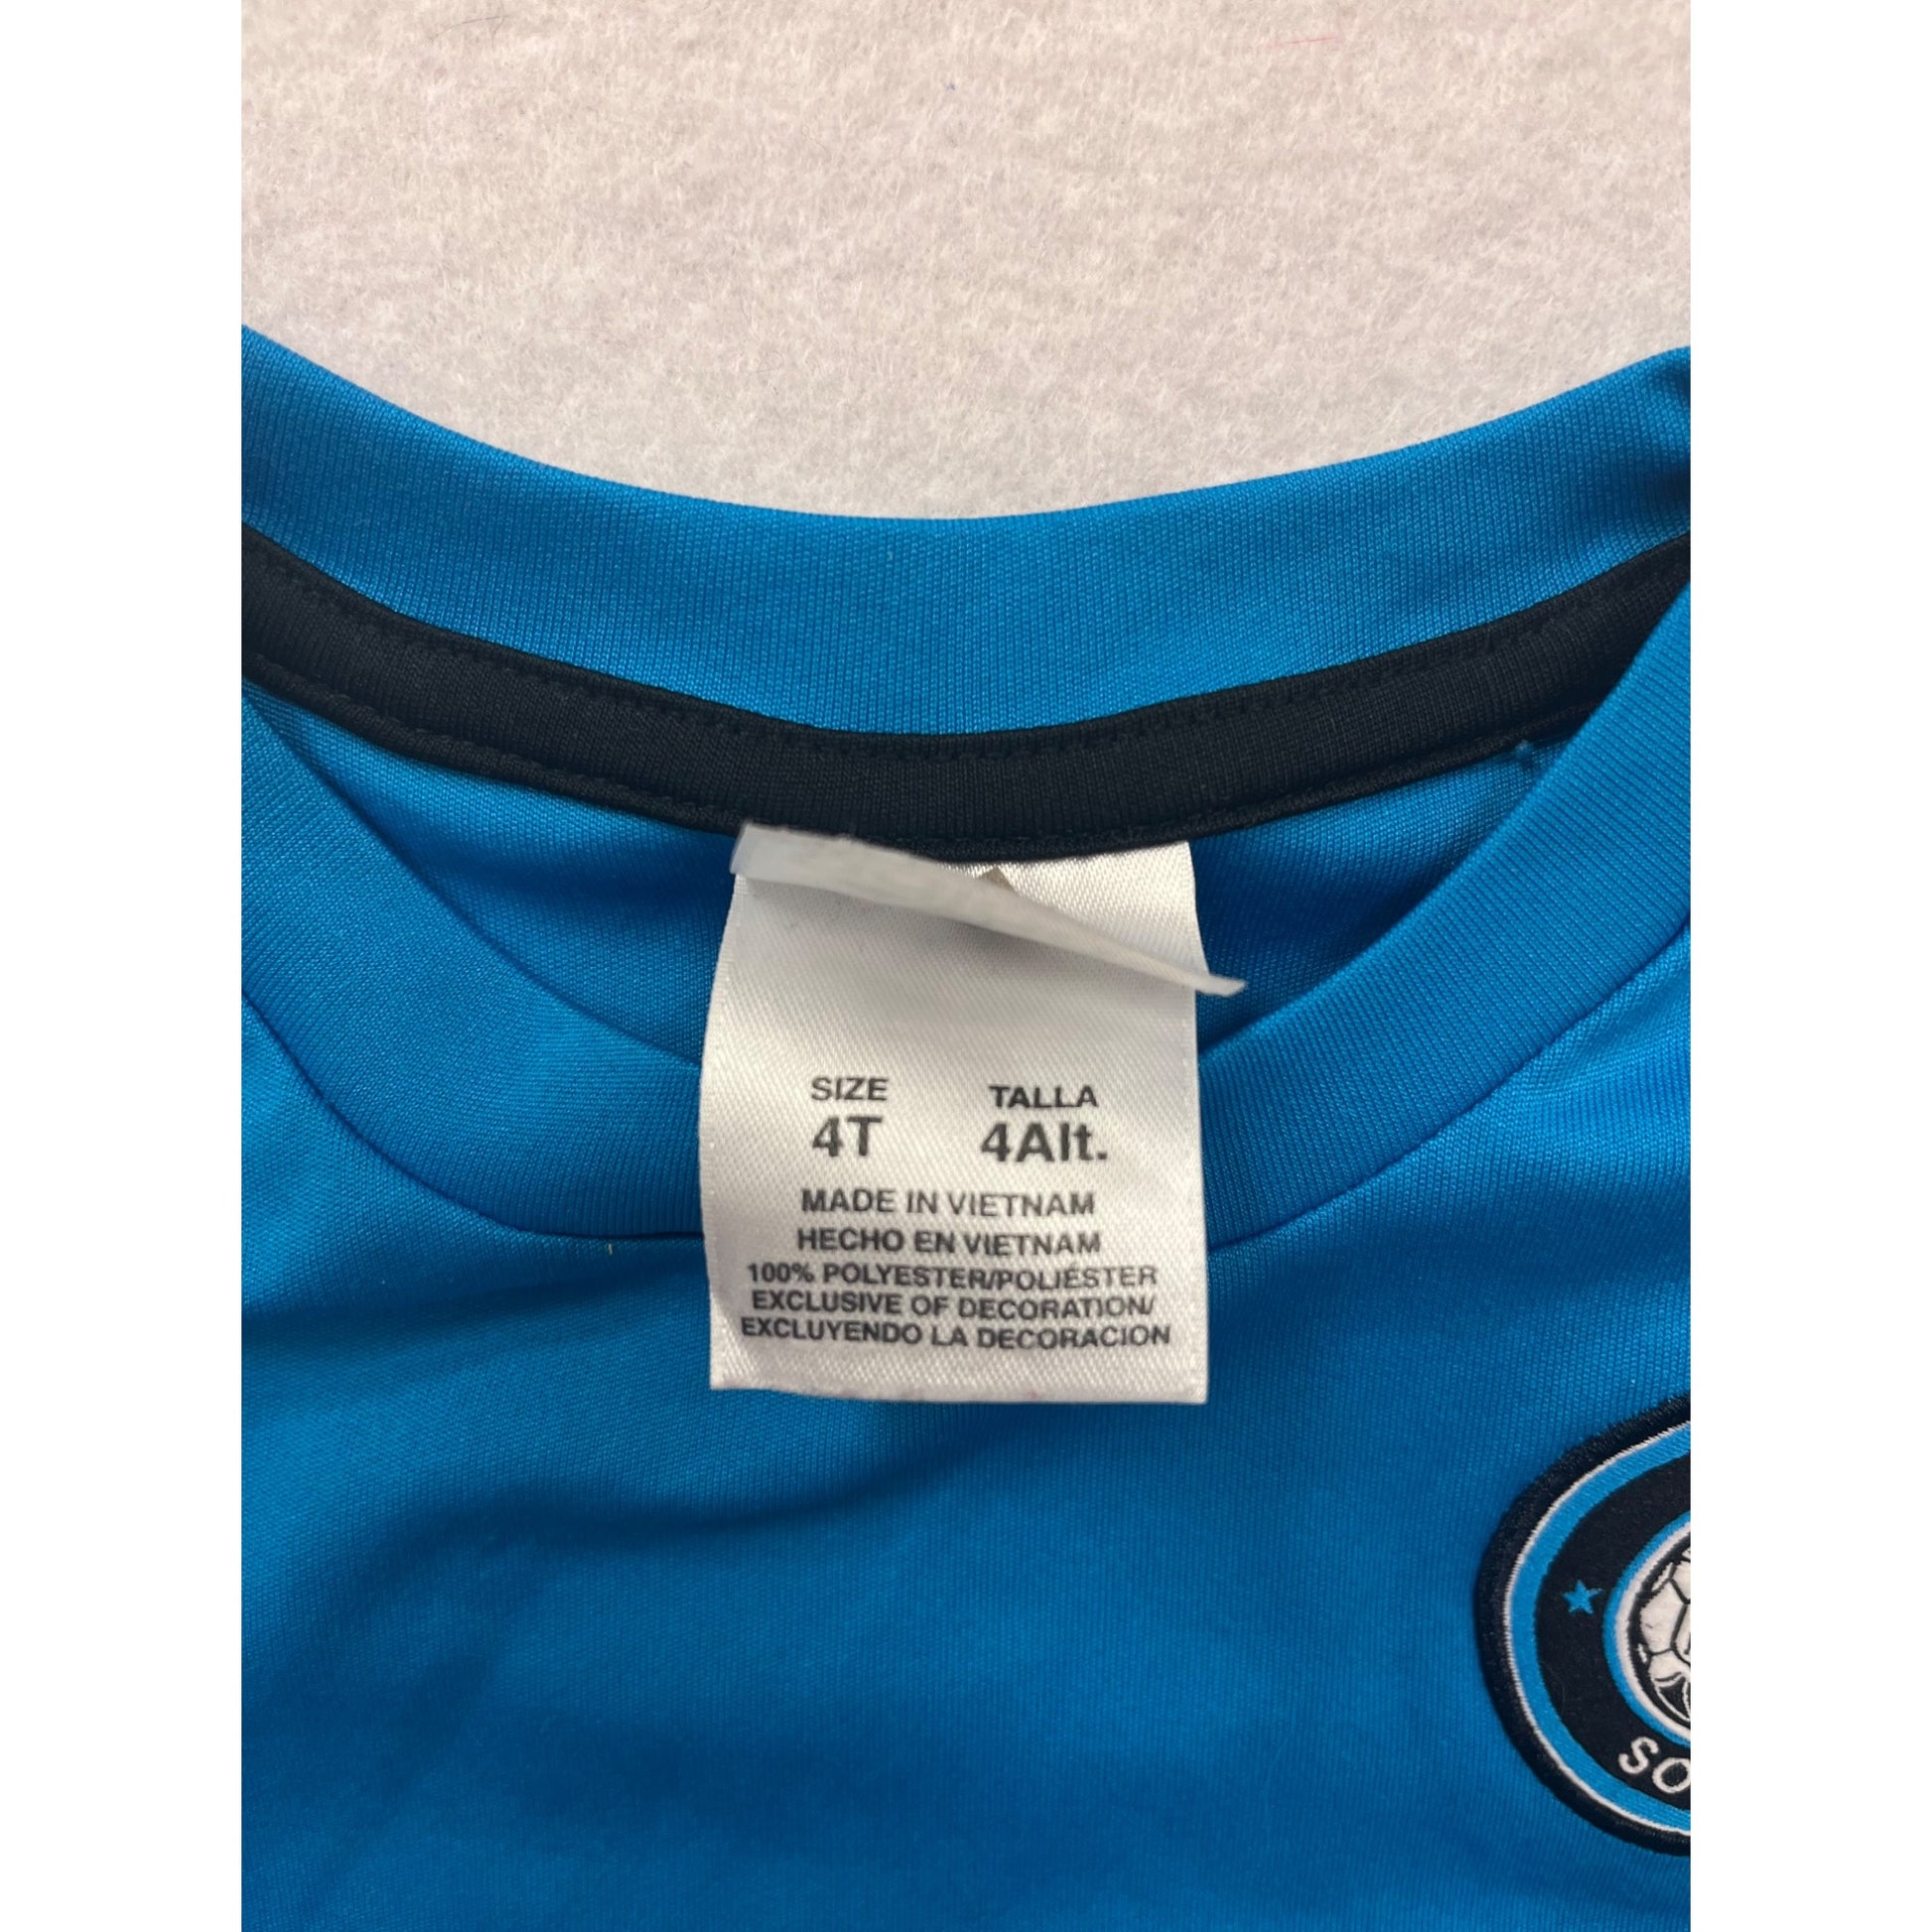 SIZE TALLA
4T 4Alt.
MADE IN VIETNAM
HECHO EN VIETNAM
100% POLYESTER/POLIÉSTER
EXCLUSIVE OF DECORATION/
EXCLUYENDO LA DECORACION
SO